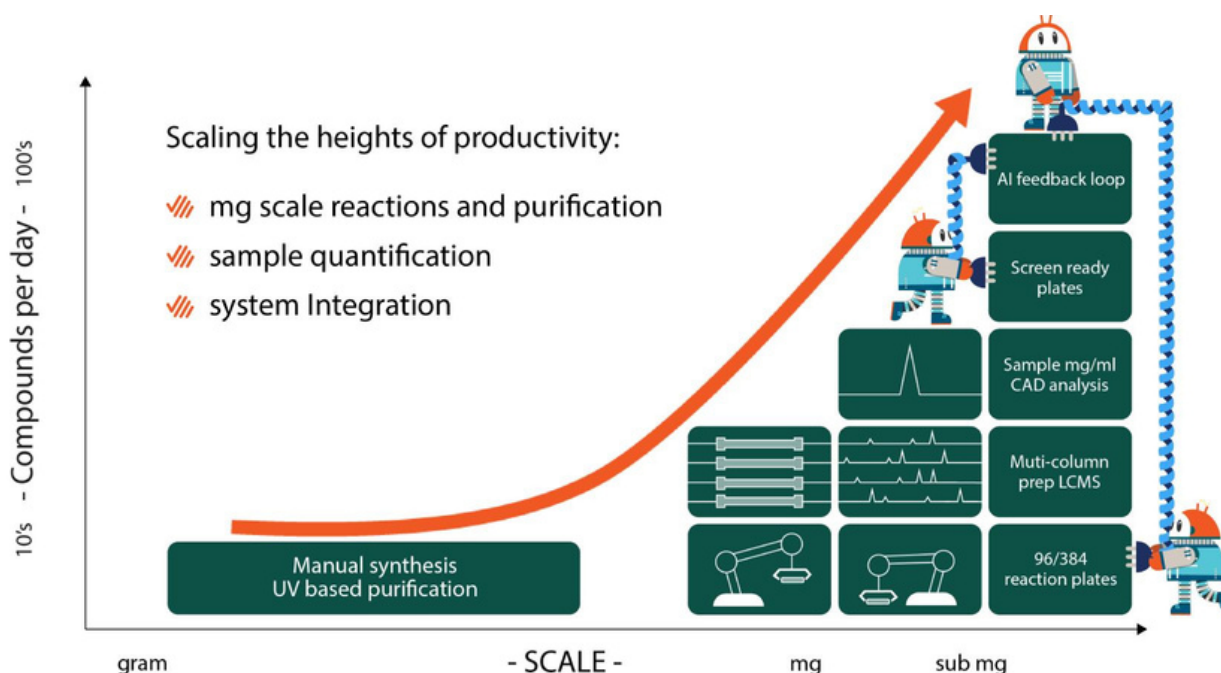 Scaling the heights of productivity:
mg scale reactions and purification
sample quantification
system Integration
10's - Compounds per day - 100's
AI feedback loop
Screen ready
plates
Sample mg/ml
CAD analysis
Muti-column
prep LCMS
96/384
reaction plates
Manual synthesis
UV based purification
gram
- SCALE -
mg
sub mg